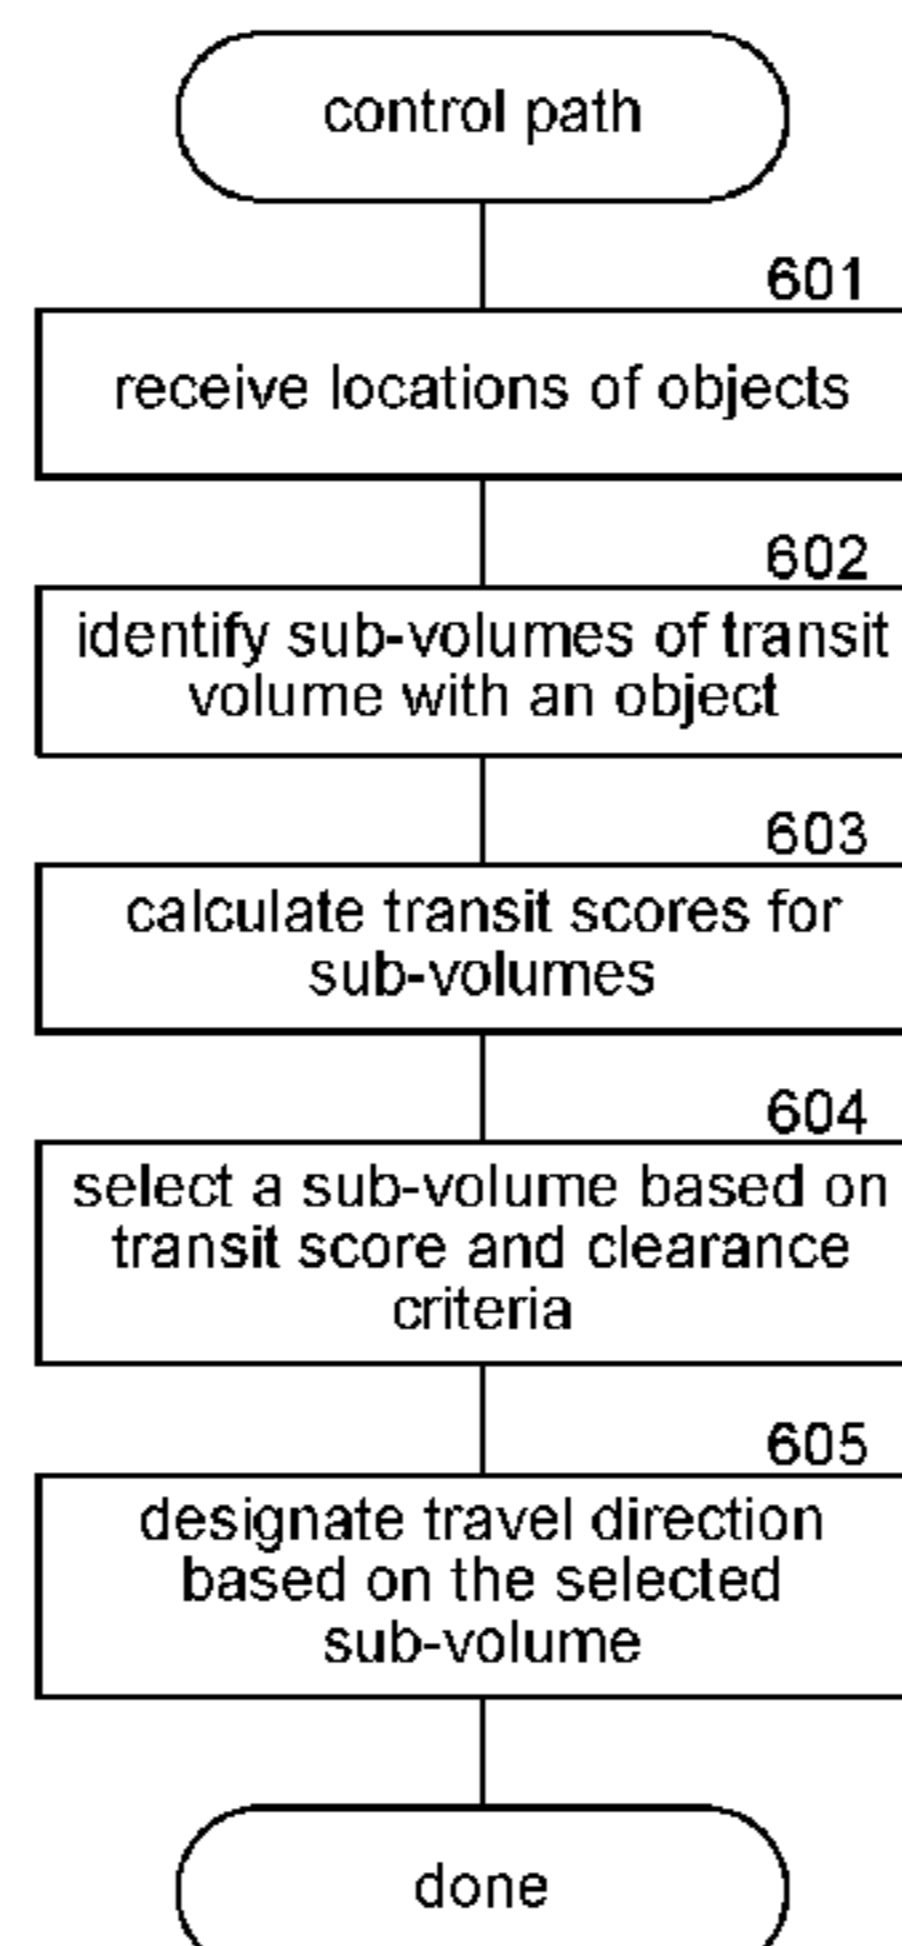 control path
601
receive locations of objects
602
identify sub-volumes of transit
volume with an object
603
calculate transit scores for
sub-volumes
604
select a sub-volume based on
transit score and clearance
criteria
605
designate travel direction
based on the selected
sub-volume
done